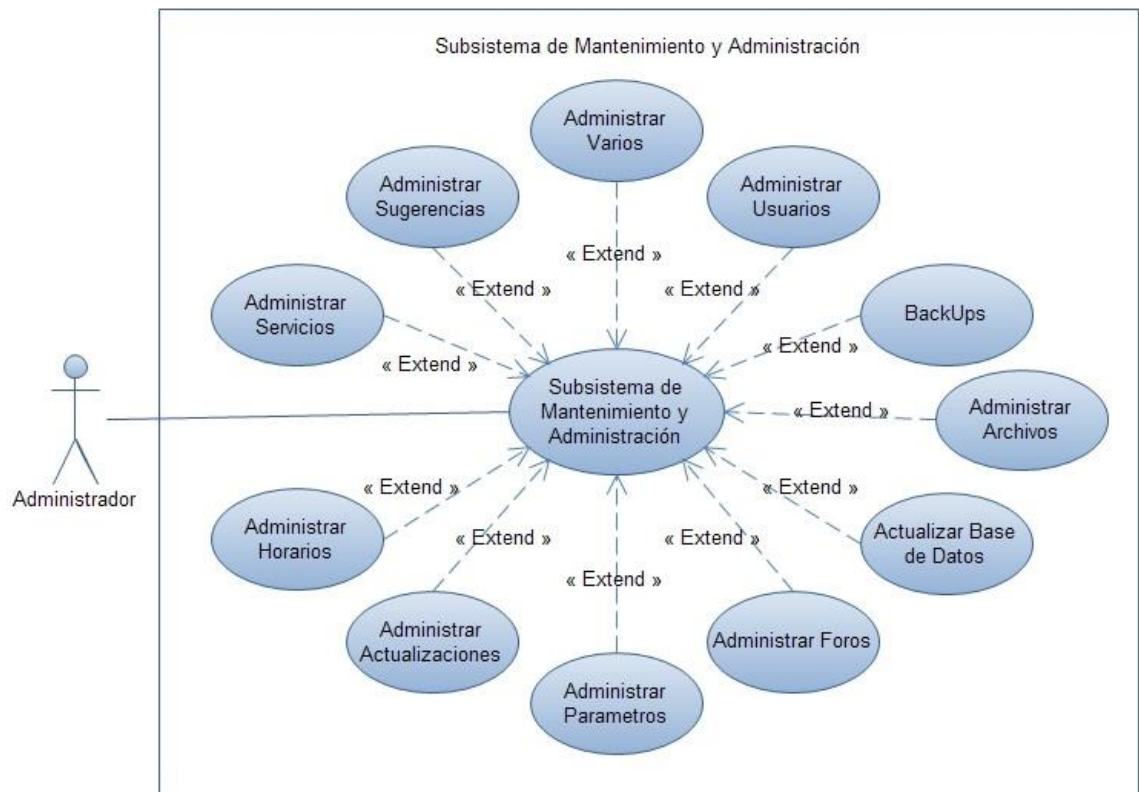 Subsistema de Mantenimiento y Administración
Administrar
Varios
Administrar
Sugerencias
Administrar
Usuarios
« Extend »
« Extend »
« Extend »
Administrar
Servicios
BackUps
« Extend »
« Extend »
Subsistema de
Mantenimiento y
Administración
« Extend »
Administrar
Archivos
Administrador
« Extend »
« Extend »
Administrar
Horarios
Actualizar Base
de Datos
« Extend »
« Extend »
« Extend »
Administrar
Actualizaciones
Administrar Foros
Administrar
Parametros